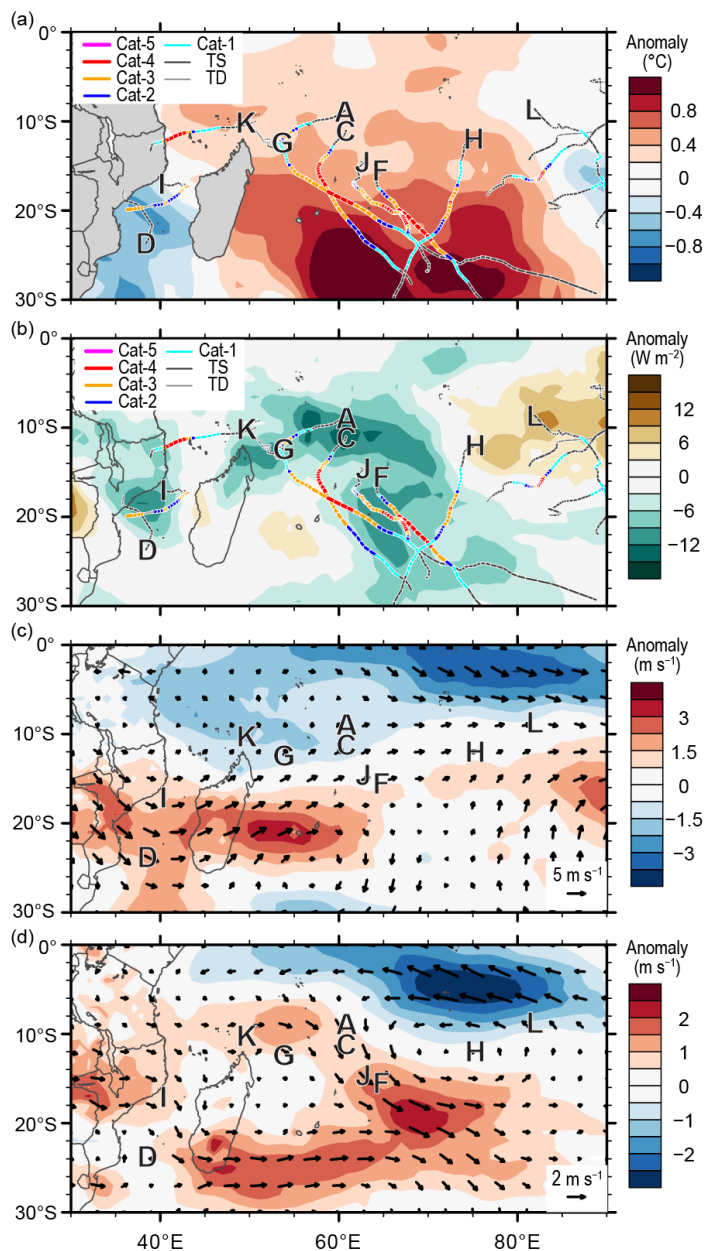 (a)
0°
10°S
20°S
30°S
Cat-5 Cat-1
Cat-4 TS
Cat-3 TD
Cat-2
K A
G C
J F H L
I
D
Anomaly
(°C)
0.8
0.4
0
−0.4
−0.8
(b)
0°
10°S
20°S
30°S
Cat-5 Cat-1
Cat-4 TS
Cat-3 TD
Cat-2
K A
G C
J F H L
I
D
Anomaly
(W m−2)
12
6
0
−6
−12
(c)
0°
10°S
20°S
30°S
K A
G C
J F H L
I
D
5 m s−1
Anomaly
(m s−1)
3
1.5
0
−1.5
−3
(d)
0°
10°S
20°S
30°S
K A
G C
J F H L
I
D
2 m s−1
Anomaly
(m s−1)
2
1
0
−1
−2
40°E 60°E 80°E